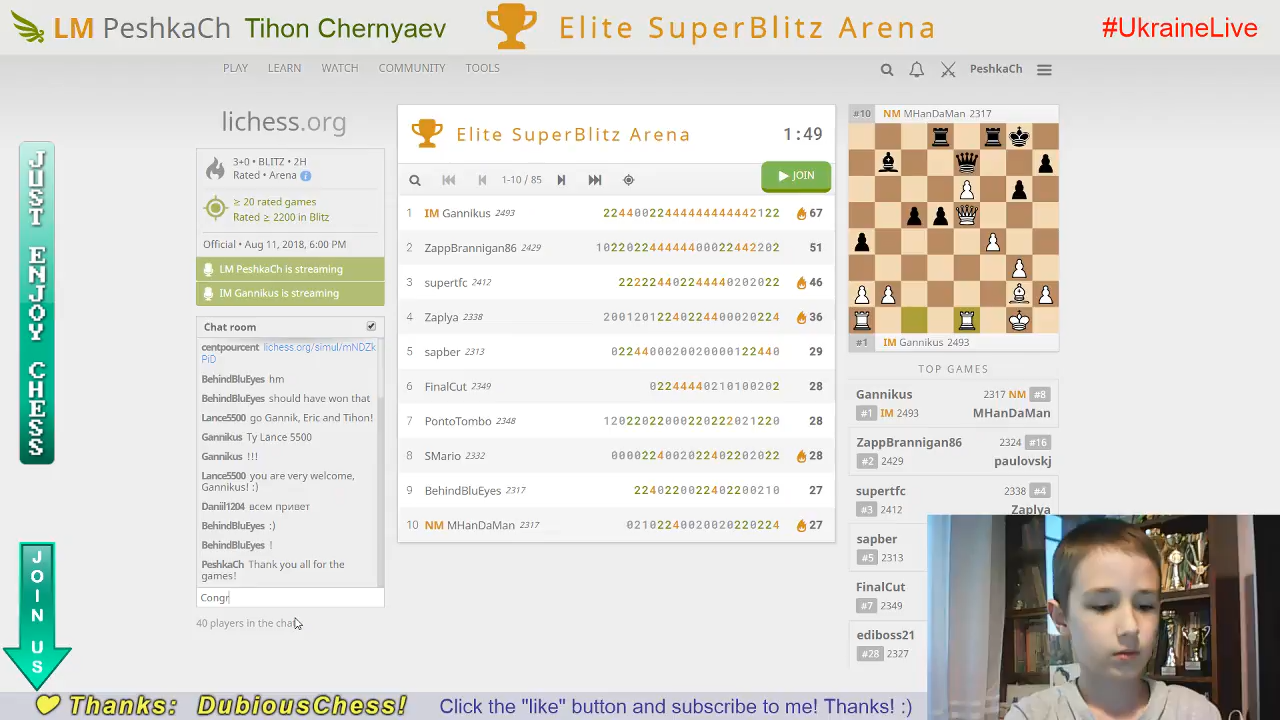 LM PeshkaCh Tihon Chernyaev
Elite SuperBlitz Arena
#UkraineLive
PLAY LEARN WATCH COMMUNITY TOOLS
PeshkaCh
lichess.org
3+0 • BLITZ • 2H
Rated • Arena
≥ 20 rated games
Rated ≥ 2200 in Blitz
Official • Aug 11, 2018, 6:00 PM
LM PeshkaCh is streaming
IM Gannikus is streaming
Chat room
centpourcent lichess.org/simul/mNDZk
PiD
BehindBluEyes hm
BehindBluEyes should have won that
Lance5500 go Gannik, Eric and Tihon!
Gannikus Ty Lance 5500
Gannikus !!!
Lance5500 you are very welcome,
Gannikus! ;)
Daniil1204 всем привет
BehindBluEyes :)
BehindBluEyes !
PeshkaCh Thank you all for the
games!
Congr
40 players in the chat
Elite SuperBlitz Arena 1:49
1-10 / 85
JOIN
1 IM Gannikus 2493 22440022444444444442122 67
2 ZappBrannigan86 2429 102202244444400022442202 51
3 supertfc 2412 222224402244440202022 46
4 Zaplya 2338 20012012240224400020224 36
5 sapber 2313 0224400020020000122440 29
6 FinalCut 2349 02244440210100202 28
7 PontoTombo 2348 12022022000220222021220 28
8 SMario 2332 0000224002022402202022 28
9 BehindBluEyes 2317 2240220022402200210 27
10 NM MHanDaMan 2317 02102240020020220224 27
#10 NM MHanDaMan 2317
#1 IM Gannikus 2493
TOP GAMES
Gannikus 2317 NM #8
#1 IM 2493 MHanDaMan
ZappBrannigan86 2324 #16
#2 2429 paulovskj
supertfc 2338 #4
#3 2412 Zaplya
sapber
#5 2313
FinalCut
#7 2349
ediboss21
#28 2327
JUST ENJOY CHESS
JOIN US
Thanks: DubiousChess!
Click the "like" button and subscribe to me! Thanks! :)